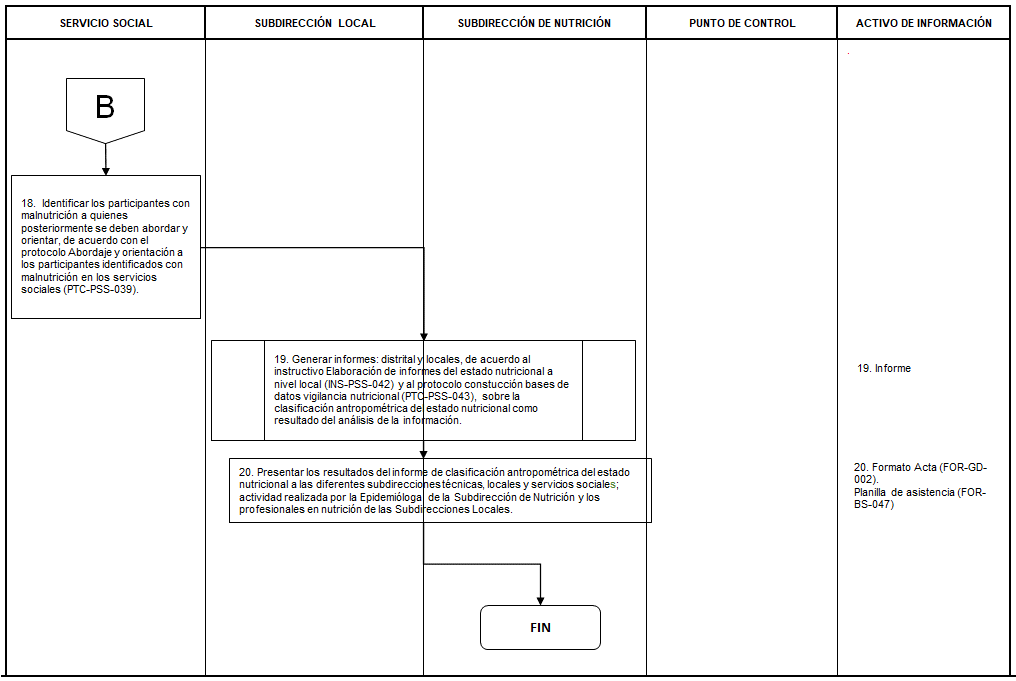 SERVICIO SOCIAL
SUBDIRECCIÓN LOCAL
SUBDIRECCIÓN DE NUTRICIÓN
PUNTO DE CONTROL
ACTIVO DE INFORMACIÓN
.
B
18. Identificar los participantes con
malnutrición a quienes
posteriormente se deben abordar y
orientar, de acuerdo con el
protocolo Abordaje y orientación a
los participantes identificados con
malnutrición en los servicios
sociales (PTC-PSS-039).
19. Generar informes: distrital y locales, de acuerdo al
instructivo Elaboración de informes del estado nutricional a
nivel local (INS-PSS-042) y al protocolo constucción bases de
datos vigilancia nutricional (PTC-PSS-043), sobre la
clasificación antropométrica del estado nutricional como
resultado del análisis de la información.
19. Informe
20. Presentar los resultados del informe de clasificación antropométrica del estado
nutricional a las diferentes subdirecciones técnicas, locales y servicios sociales;
actividad realizada por la Epidemióloga de la Subdirección de Nutrición y los
profesionales en nutrición de las Subdirecciones Locales.
20. Formato Acta (FOR-GD-
002).
Planilla de asistencia (FOR-
BS-047)
FIN